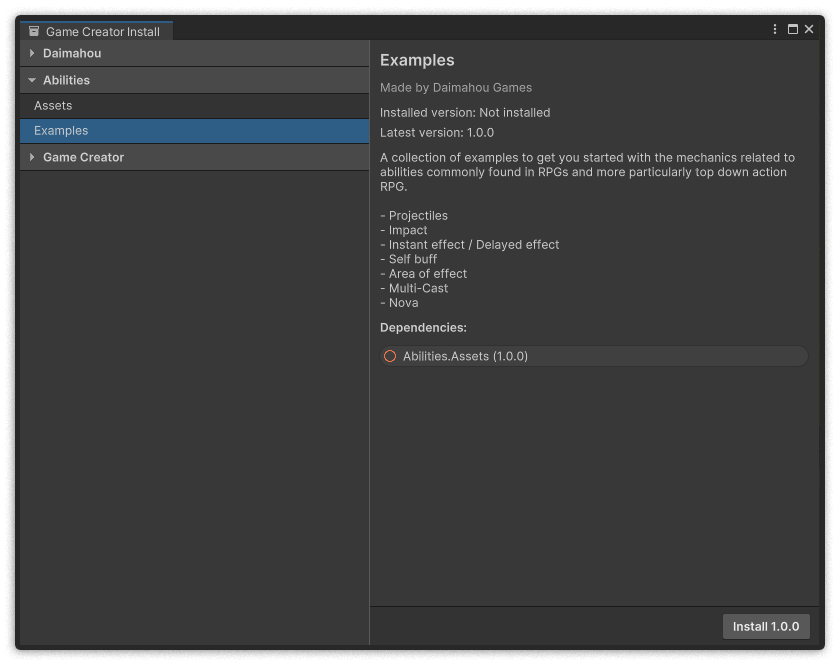 Game Creator Install
Daimahou
Abilities
Assets
Examples
Game Creator
Examples
Made by Daimahou Games
Installed version: Not installed
Latest version: 1.0.0
A collection of examples to get you started with the mechanics related to
abilities commonly found in RPGs and more particularly top down action
RPG.
- Projectiles
- Impact
- Instant effect / Delayed effect
- Self buff
- Area of effect
- Multi-Cast
- Nova
Dependencies:
Abilities.Assets (1.0.0)
Install 1.0.0